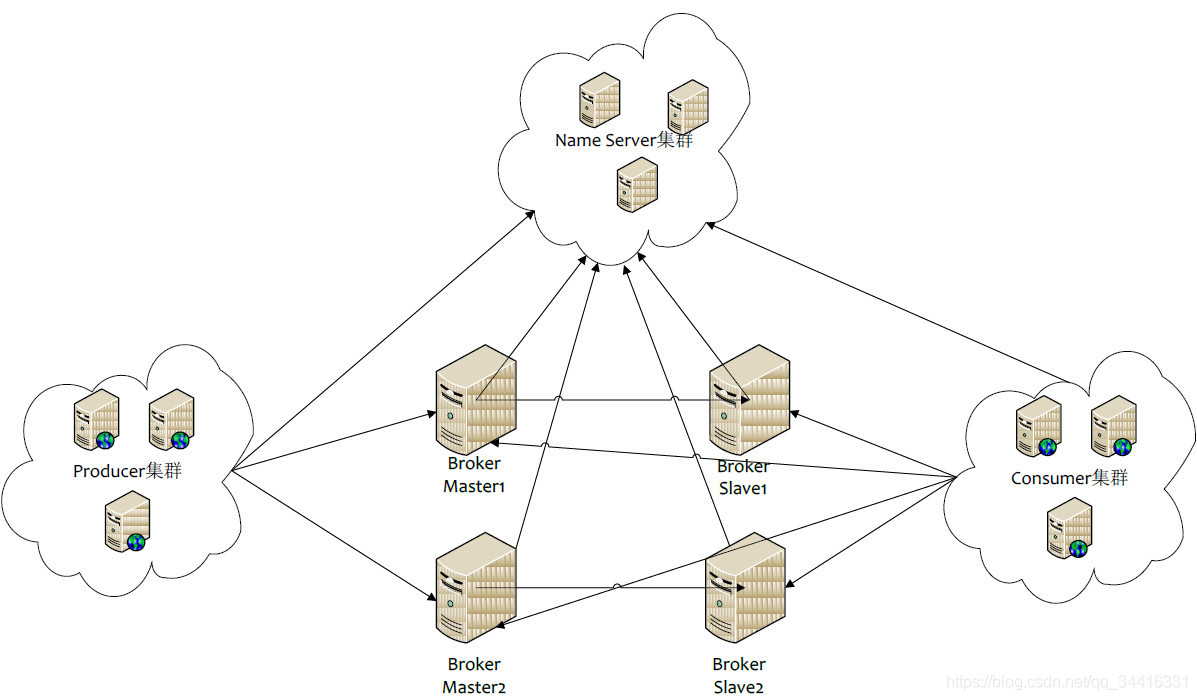 Name Server集群
Producer集群
Broker
Master1
Broker
Slave1
Consumer集群
Broker
Master2
Broker
Slave2
https://blog.csdn.net/qq_34416331